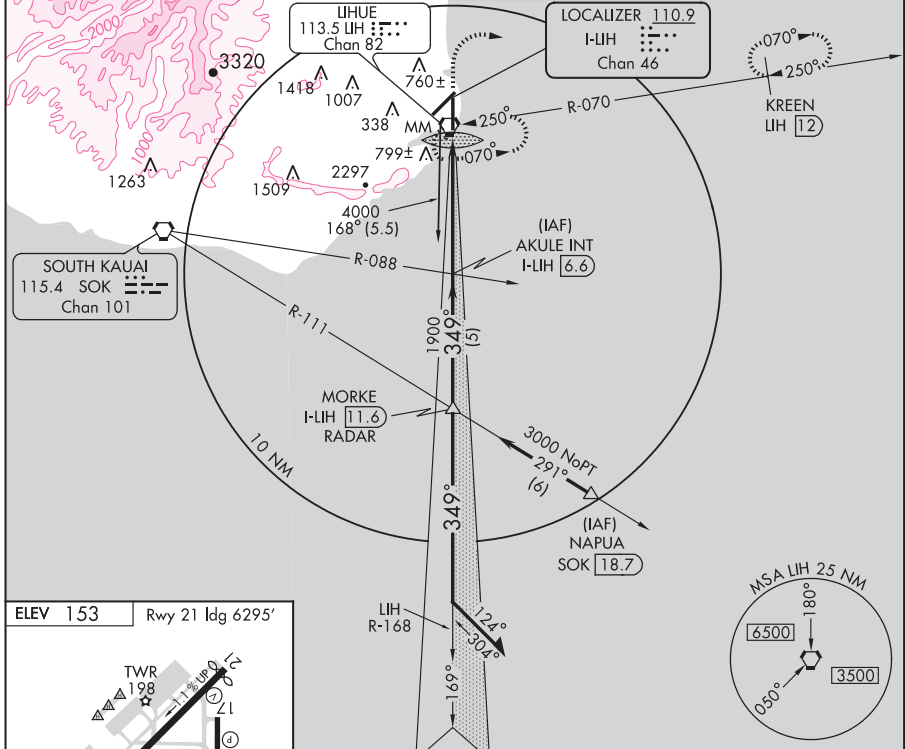 LIHUE
113.5 LIH
Chan 82
LOCALIZER 110.9
I-LIH
Chan 46
2000
3320
1418
1007
760±
338
MM
799±
1263
1000
1509
2297
250°
070°
R-070
070°
250°
KREEN
LIH 12
4000
168° (5.5)
(IAF)
AKULE INT
I-LIH 6.6
SOUTH KAUAI
115.4 SOK
Chan 101
R-088
R-111
1900
349°
(5)
MORKE
I-LIH 11.6
RADAR
10 NM
3000 NoPT
291°
(6)
349°
(IAF)
NAPUA
SOK 18.7
LIH
R-168
124°
304°
169°
MSA LIH 25 NM
180°
6500
3500
050°
ELEV 153
Rwy 21 ldg 6295'
TWR
198
1.1% UP
21
V
17
P